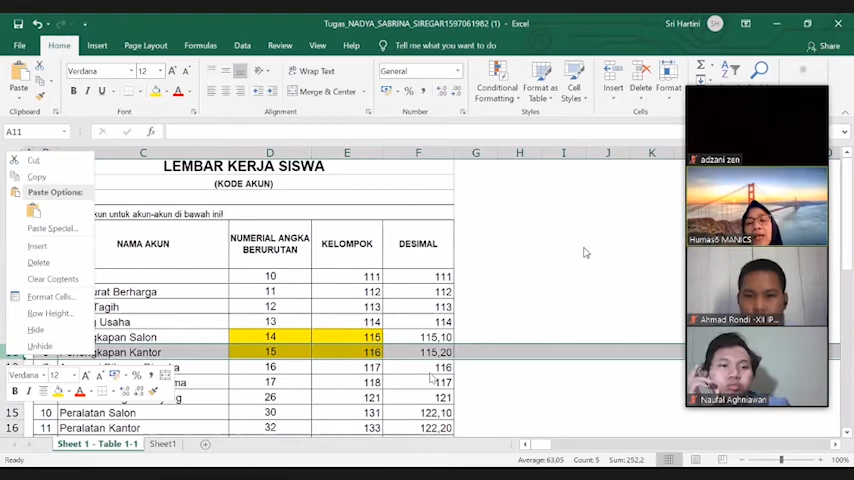 Tugas_NADYA_SABRINA_SIREGAR1597061982 (1) - Excel
Sri Hartini
SH
File Home Insert Page Layout Formulas Data Review View Help Tell me what you want to do
Share
Paste
Verdana 12
B I U
General
Wrap Text
Merge & Center
Conditional Formatting
Format as Table
Cell Styles
Insert Delete Format
Clipboard
Font
Alignment
Number
Styles
Cells
A11
fx
C D E F G H I J K
Cut
Copy
Paste Options:
Paste Special...
Insert
Delete
Clear Contents
Format Cells...
Row Height...
Hide
Unhide
Verdana 12
B I
LEMBAR KERJA SISWA
(KODE AKUN)
akun untuk akun-akun di bawah ini!
NAMA AKUN NUMERIAL ANGKA BERURUTAN KELOMPOK DESIMAL
10 111 111
urat Berharga 11 112 112
Tagih 12 113 113
g Usaha 13 114 114
gkapan Salon 14 115 115,10
Kantor 15 116 115,20
16 117 116
17 118 117
26 121 121
15 10 Peralatan Salon 30 131 122,10
16 11 Peralatan Kantor 32 133 122,20
Sheet 1 - Table 1-1 Sheet1
Ready
Average: 63,05 Count: 5 Sum: 252,2
100%
adzani zen
Humas6 MANICS
Ahmad Rondi -XII IP...
Naufal Aghniawan